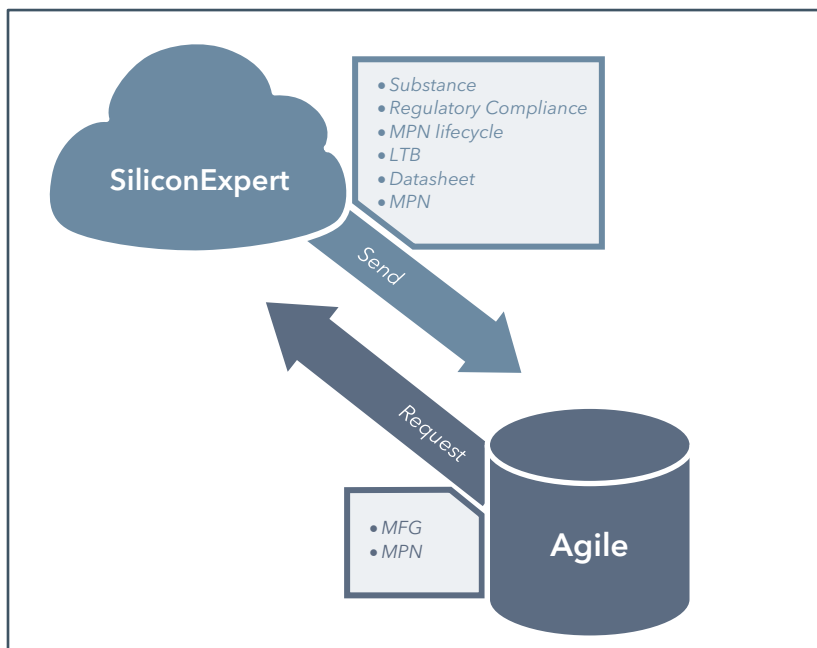 • Substance
• Regulatory Compliance
• MPN lifecycle
• LTB
• Datasheet
• MPN
SiliconExpert
Send
Request
• MFG
• MPN
Agile